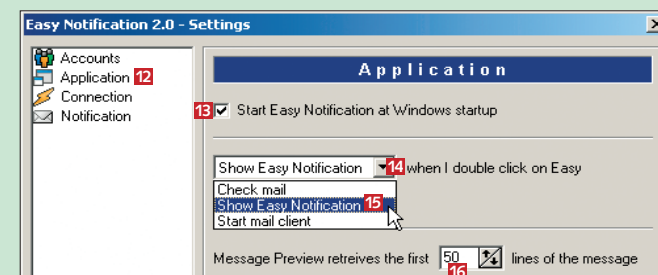 Easy Notification 2.0 - Settings
Accounts
Application 12
Connection
Notification
Application
13 Start Easy Notification at Windows startup
Show Easy Notification 14 when I double click on Easy
Check mail
Show Easy Notification 15
Start mail client
Message Preview retreives the first 50 lines of the message
16